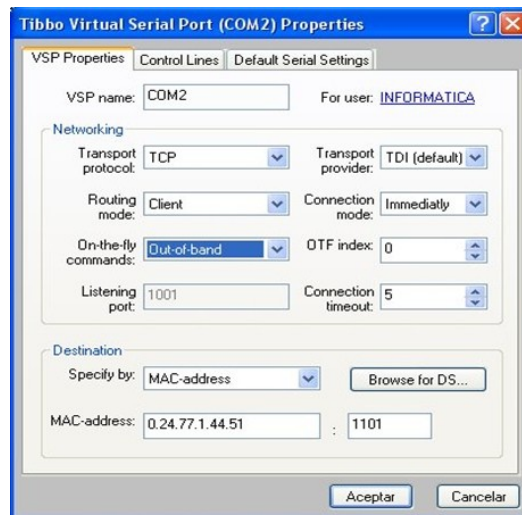 Tibbo Virtual Serial Port (COM2) Properties
VSP Properties Control Lines Default Serial Settings
VSP name: COM2 For user: INFORMATICA
Networking
Transport protocol: TCP Transport provider: TDI (default)
Routing mode: Client Connection mode: Immediatly
On-the-fly commands: Out-of-band OTF index: 0
Listening port: 1001 Connection timeout: 5
Destination
Specify by: MAC-address Browse for DS...
MAC-address: 0.24.77.1.44.51 : 1101
Aceptar Cancelar